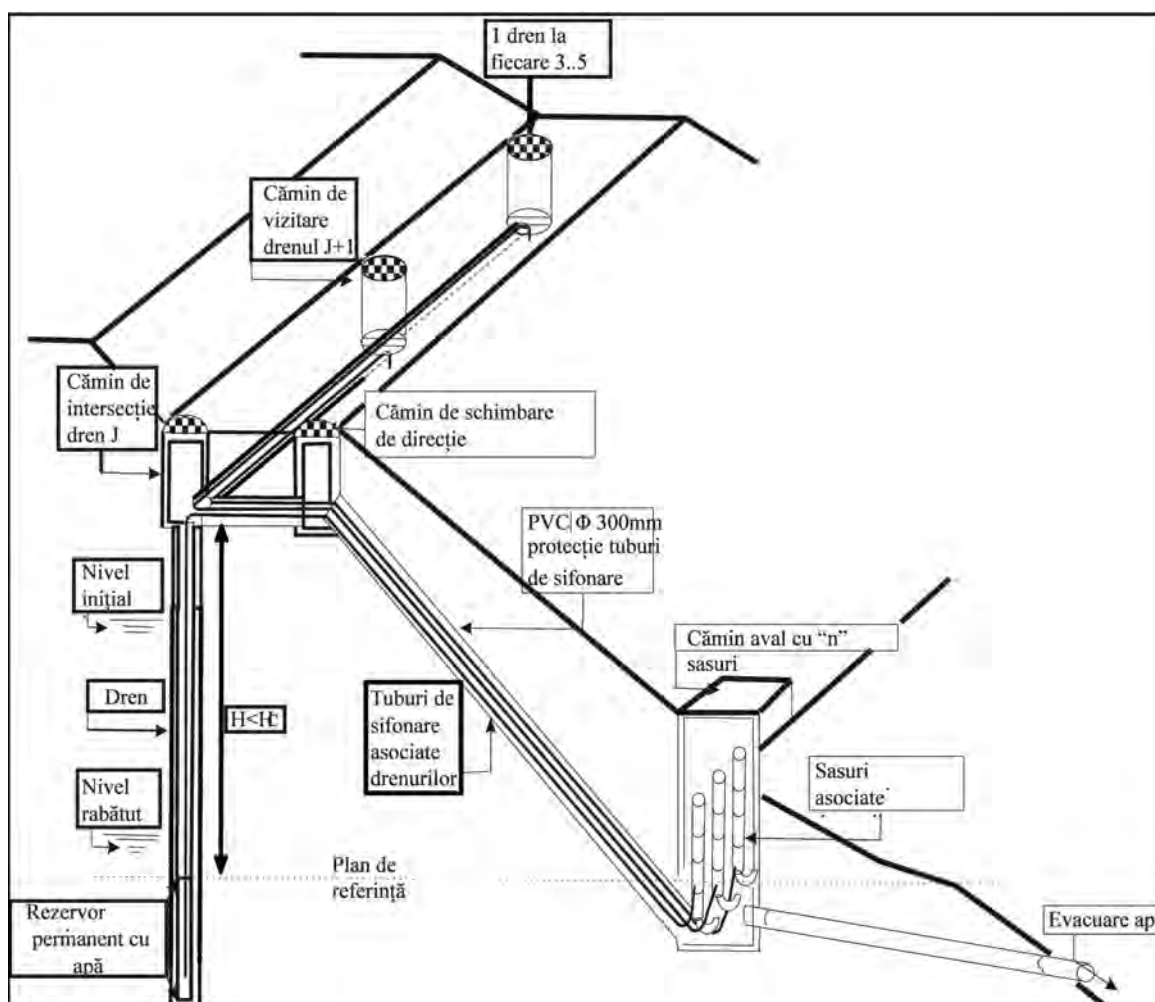 1 dren la
fiecare 3..5
Cămin de
vizitare
drenul J+1
Cămin de
intersecție
dren J
Cămin de schimbare
de direcție
PVC Φ 300mm
protecție tuburi
de sifonare
Nivel
inițial
Cămin aval cu “n”
sasuri
Dren
H<Hc
Tuburi de
sifonare
asociate
drenurilor
Sasuri
asociate
Nivel
rabătut
Plan de
referință
Rezervor
permanent cu
apă
Evacuare ap